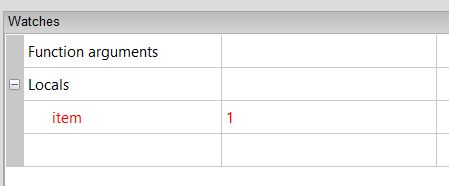 Watches
Function arguments
Locals
item 1